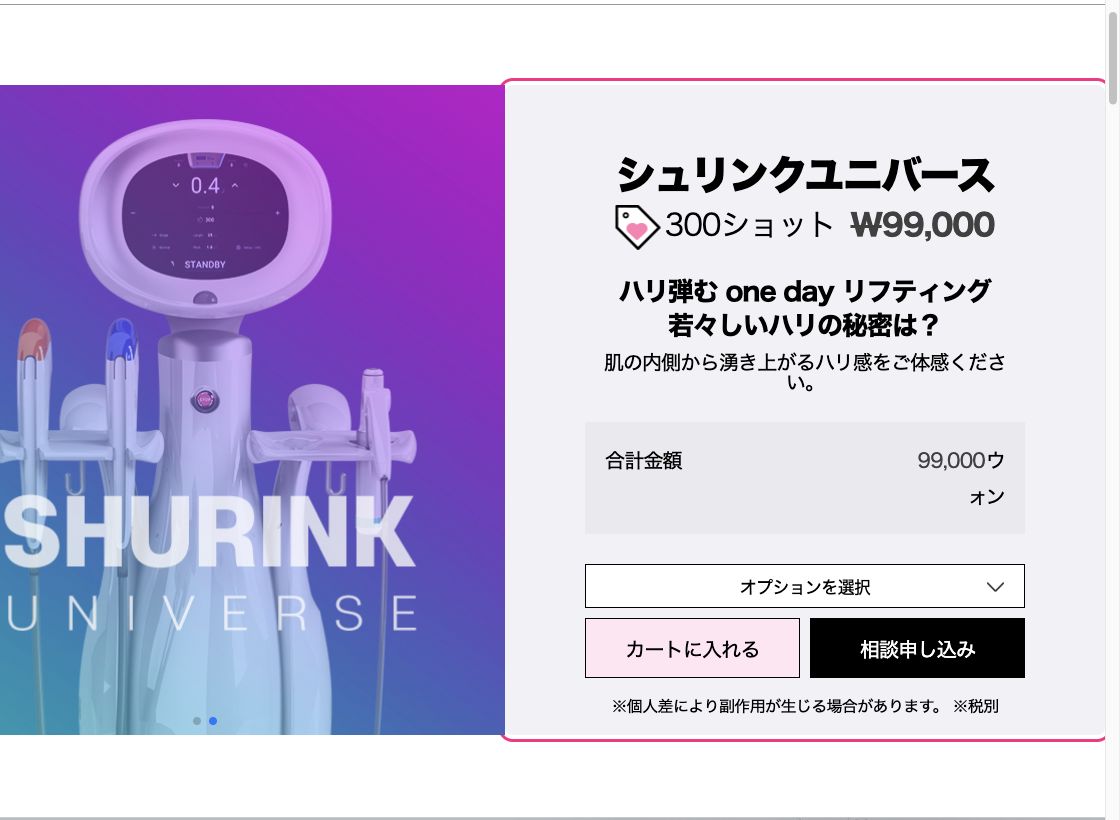 0.4
300
STANDBY
SHURINK
UNIVERSE
シュリンクユニバース
300ショット ₩99,000
ハリ弾む one day リフティング
若々しいハリの秘密は？
肌の内側から湧き上がるハリ感をご体感くださ
い。
合計金額 99,000ウ
ォン
オプションを選択
カートに入れる 相談申し込み
※個人差により副作用が生じる場合があります。 ※税別